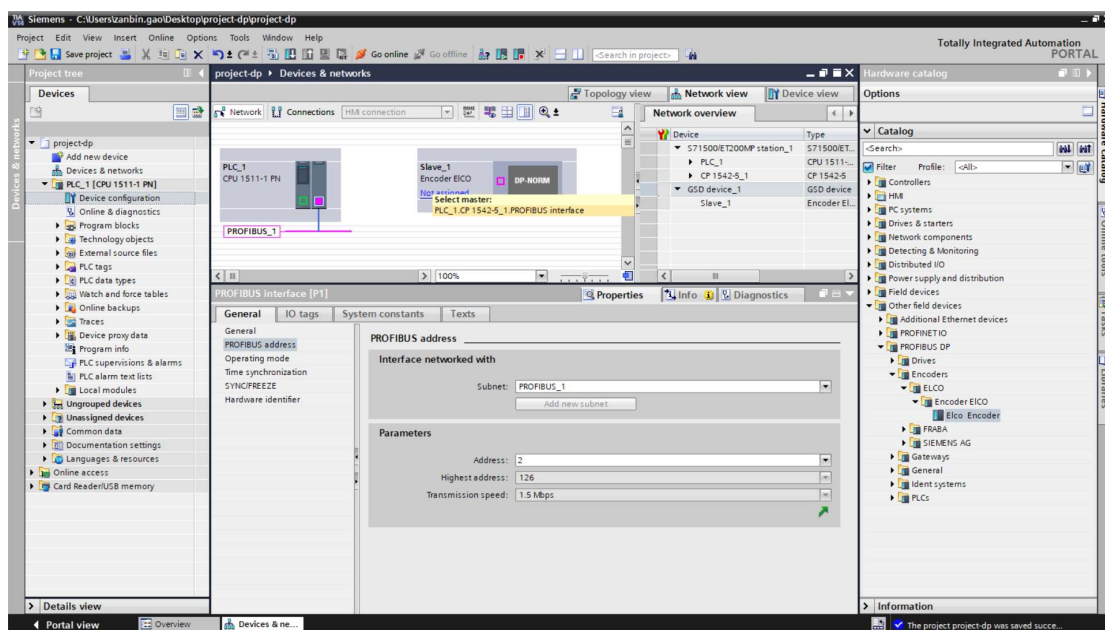 Siemens - C:\Users\zanbin.gao\Desktop\project-dp\project-dp
Project Edit View Insert Online Options Tools Window Help
Totally Integrated Automation
PORTAL
Save project
Go online
Go offline
<Search in project>
Project tree
project-dp ▸ Devices & networks
Hardware catalog
Devices
Topology view
Network view
Device view
Options
Network
Connections
HMI connection
Network overview
Device
Type
S71500/ET200MP station_1
S71500/ET...
PLC_1
CPU 1511-...
CP 1542-5_1
CP 1542-5
GSD device_1
GSD device
Slave_1
Encoder El...
PLC_1
CPU 1511-1 PN
Slave_1
Encoder ElCO
DP-NORM
Not assigned
Select master:
PLC_1.CP 1542-5_1.PROFIBUS interface
PROFIBUS_1
100%
Devices & networks
project-dp
Add new device
Devices & networks
PLC_1 [CPU 1511-1 PN]
Device configuration
Online & diagnostics
Program blocks
Technology objects
External source files
PLC tags
PLC data types
Watch and force tables
Online backups
Traces
Device proxy data
Program info
PLC supervisions & alarms
PLC alarm text lists
Local modules
Ungrouped devices
Unassigned devices
Common data
Documentation settings
Languages & resources
Online access
Card Reader/USB memory
PROFIBUS interface [P1]
Properties
Info
Diagnostics
General
IO tags
System constants
Texts
General
PROFIBUS address
Operating mode
Time synchronization
SYNC/FREEZE
Hardware identifier
PROFIBUS address
Interface networked with
Subnet: PROFIBUS_1
Add new subnet
Parameters
Address: 2
Highest address: 126
Transmission speed: 1.5 Mbps
Catalog
<Search>
Filter
Profile: <All>
Controllers
HMI
PC systems
Drives & starters
Network components
Detecting & Monitoring
Distributed I/O
Power supply and distribution
Field devices
Other field devices
Additional Ethernet devices
PROFINET IO
PROFIBUS DP
Drives
Encoders
ELCO
Encoder ElCO
Elco Encoder
FRABA
SIEMENS AG
Gateways
General
Ident systems
PLCs
Hardware catalog
Online tools
Tasks
Libraries
Details view
Information
Portal view
Overview
Devices & ne...
The project project-dp was saved succe...